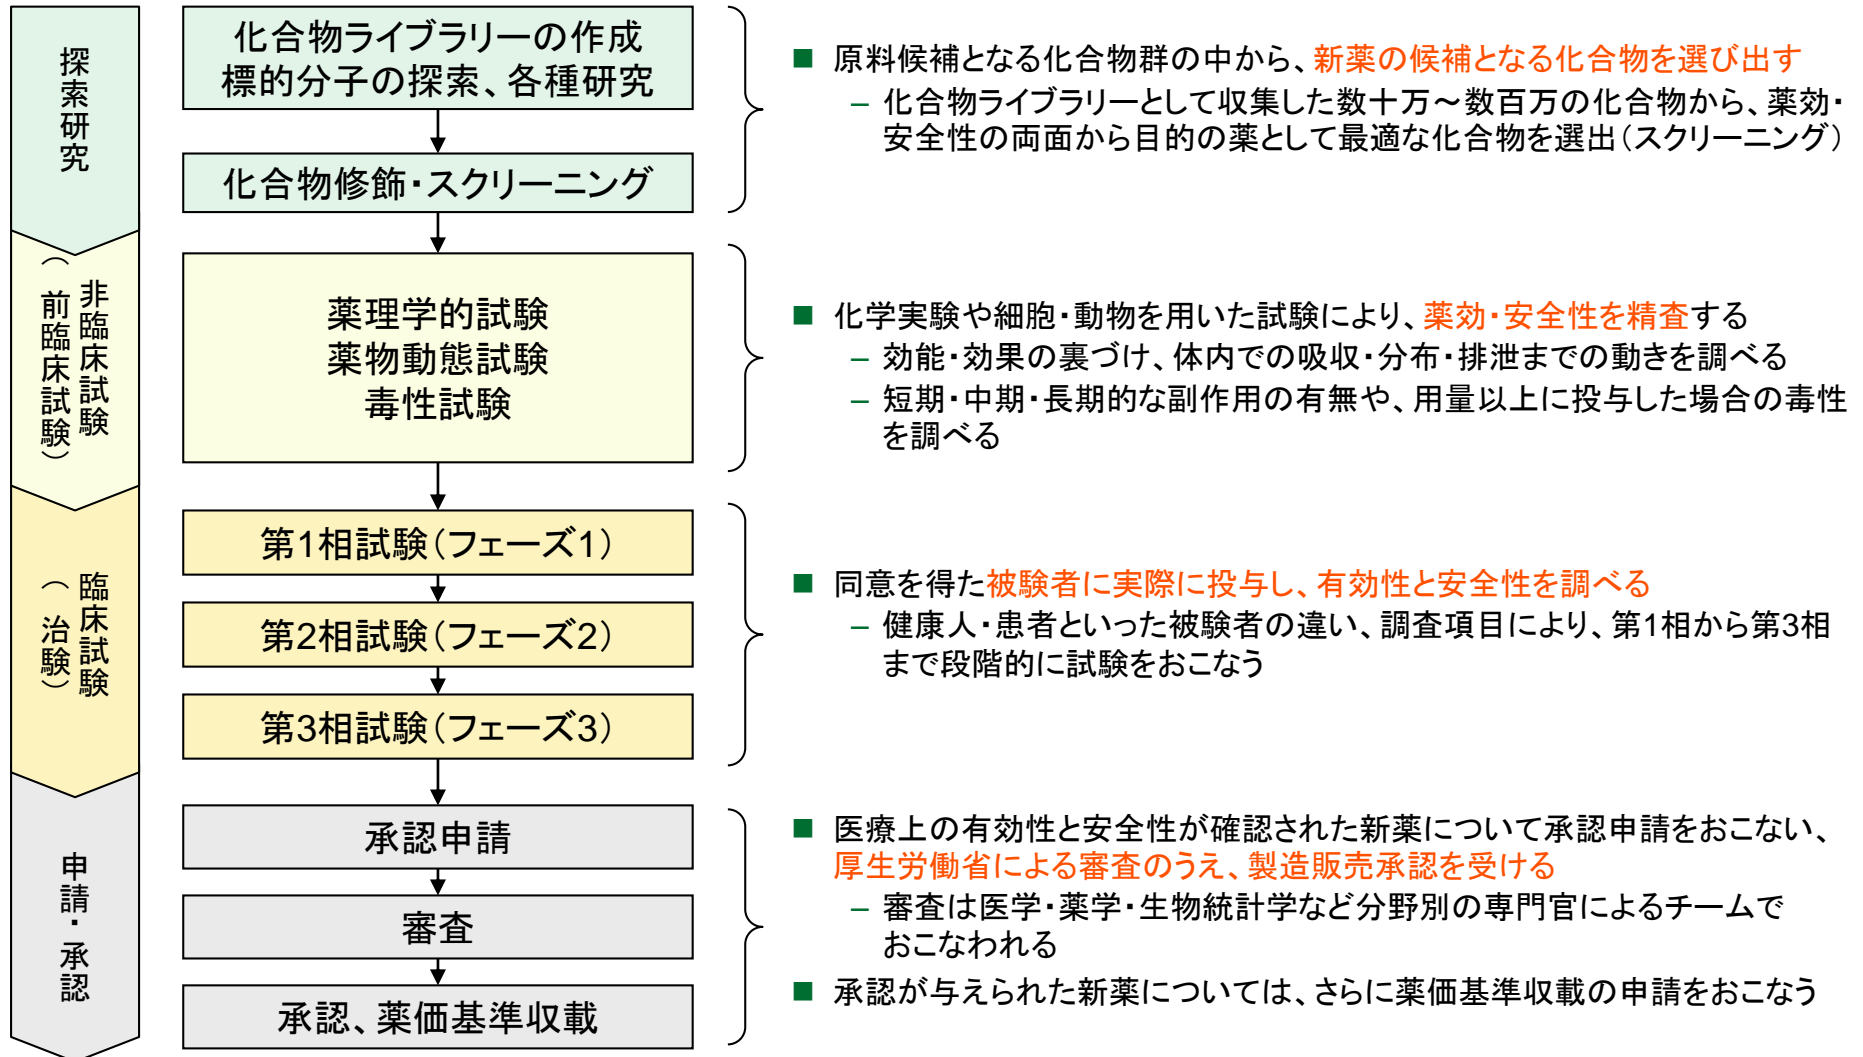 探索研究
化合物ライブラリーの作成
標的分子の探索、各種研究
化合物修飾・スクリーニング
■ 原料候補となる化合物群の中から、新薬の候補となる化合物を選び出す
– 化合物ライブラリーとして収集した数十万～数百万の化合物から、薬効・
安全性の両面から目的の薬として最適な化合物を選出（スクリーニング）
非臨床試験
（前臨床試験）
薬理学的試験
薬物動態試験
毒性試験
■ 化学実験や細胞・動物を用いた試験により、薬効・安全性を精査する
– 効能・効果の裏づけ、体内での吸収・分布・排泄までの動きを調べる
– 短期・中期・長期的な副作用の有無や、用量以上に投与した場合の毒性
を調べる
臨床試験
（治験）
第1相試験（フェーズ1）
第2相試験（フェーズ2）
第3相試験（フェーズ3）
■ 同意を得た被験者に実際に投与し、有効性と安全性を調べる
– 健康人・患者といった被験者の違い、調査項目により、第1相から第3相
まで段階的に試験をおこなう
申請・承認
承認申請
審査
承認、薬価基準収載
■ 医療上の有効性と安全性が確認された新薬について承認申請をおこない、
厚生労働省による審査のうえ、製造販売承認を受ける
– 審査は医学・薬学・生物統計学など分野別の専門官によるチームで
おこなわれる
■ 承認が与えられた新薬については、さらに薬価基準収載の申請をおこなう